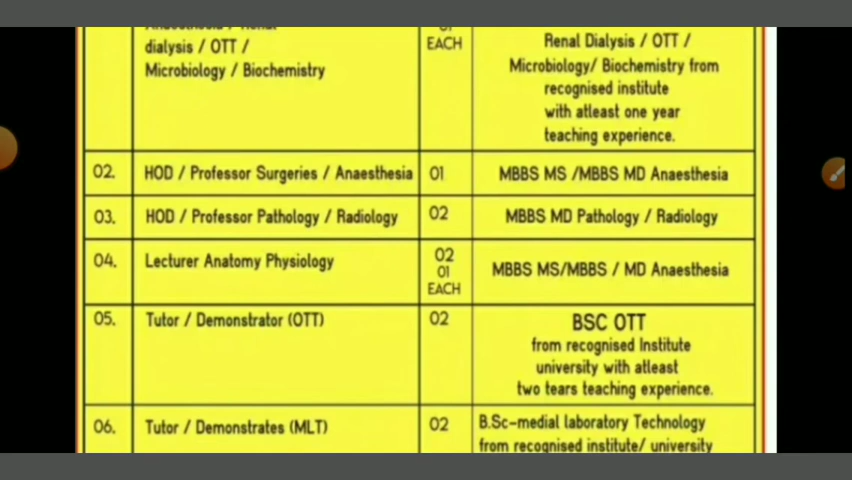 dialysis / OTT /
Microbiology / Biochemistry
EACH
Renal Dialysis / OTT /
Microbiology/ Biochemistry from
recognised institute
with atleast one year
teaching experience.
02. HOD / Professor Surgeries / Anaesthesia 01 MBBS MS /MBBS MD Anaesthesia
03. HOD / Professor Pathology / Radiology 02 MBBS MD Pathology / Radiology
04. Lecturer Anatomy Physiology
02
01
EACH
MBBS MS/MBBS / MD Anaesthesia
05. Tutor / Demonstrator (OTT) 02 BSC OTT
from recognised Institute
university with atleast
two tears teaching experience.
06. Tutor / Demonstrates (MLT) 02 B.Sc-medial laboratory Technology
from recognised institute/ university